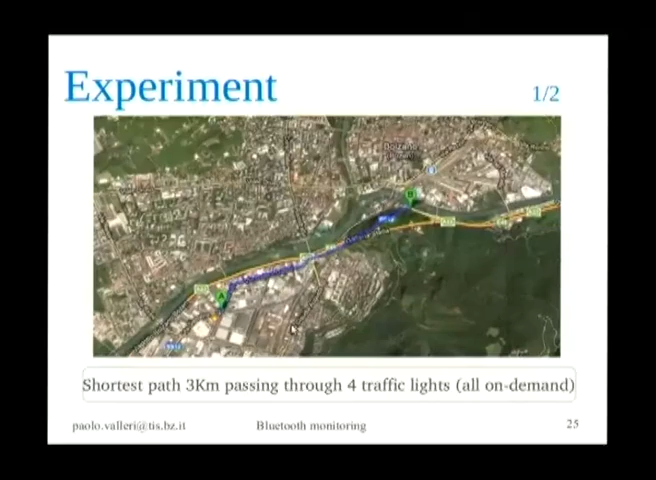 Experiment
1/2
Bolzano
B
A
Shortest path 3Km passing through 4 traffic lights (all on-demand)
paolo.valleri@tis.bz.it
Bluetooth monitoring
25